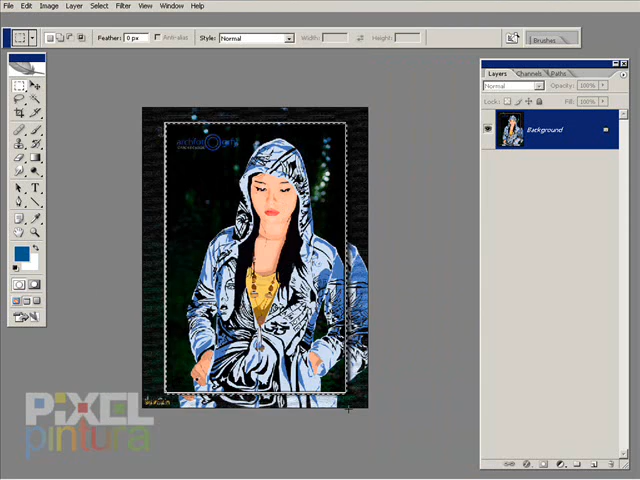 File Edit Image Layer Select Filter View Window Help
Feather: 0 px Anti-alias Style: Normal Width: Height: Brushes
Layers Channels Paths
Normal Opacity: 100%
Lock: Fill: 100%
Background
T
PiXEL
pintura